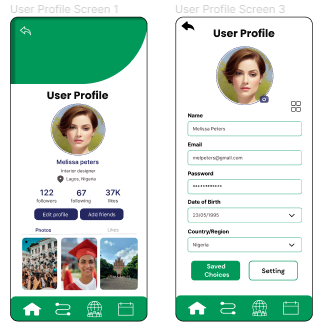 User Profile Screen 1
User Profile
Melissa peters
Interior designer
Lagos, Nigeria
122
67
37K
followers
following
likes
Edit profile
Add friends
Photos
Likes
User Profile Screen 3
User Profile
Name
Melissa Peters
Email
melpeters@gmail.com
Password
************
Date of Birth
23/05/1995
Country/Region
Nigeria
Saved
Choices
Setting